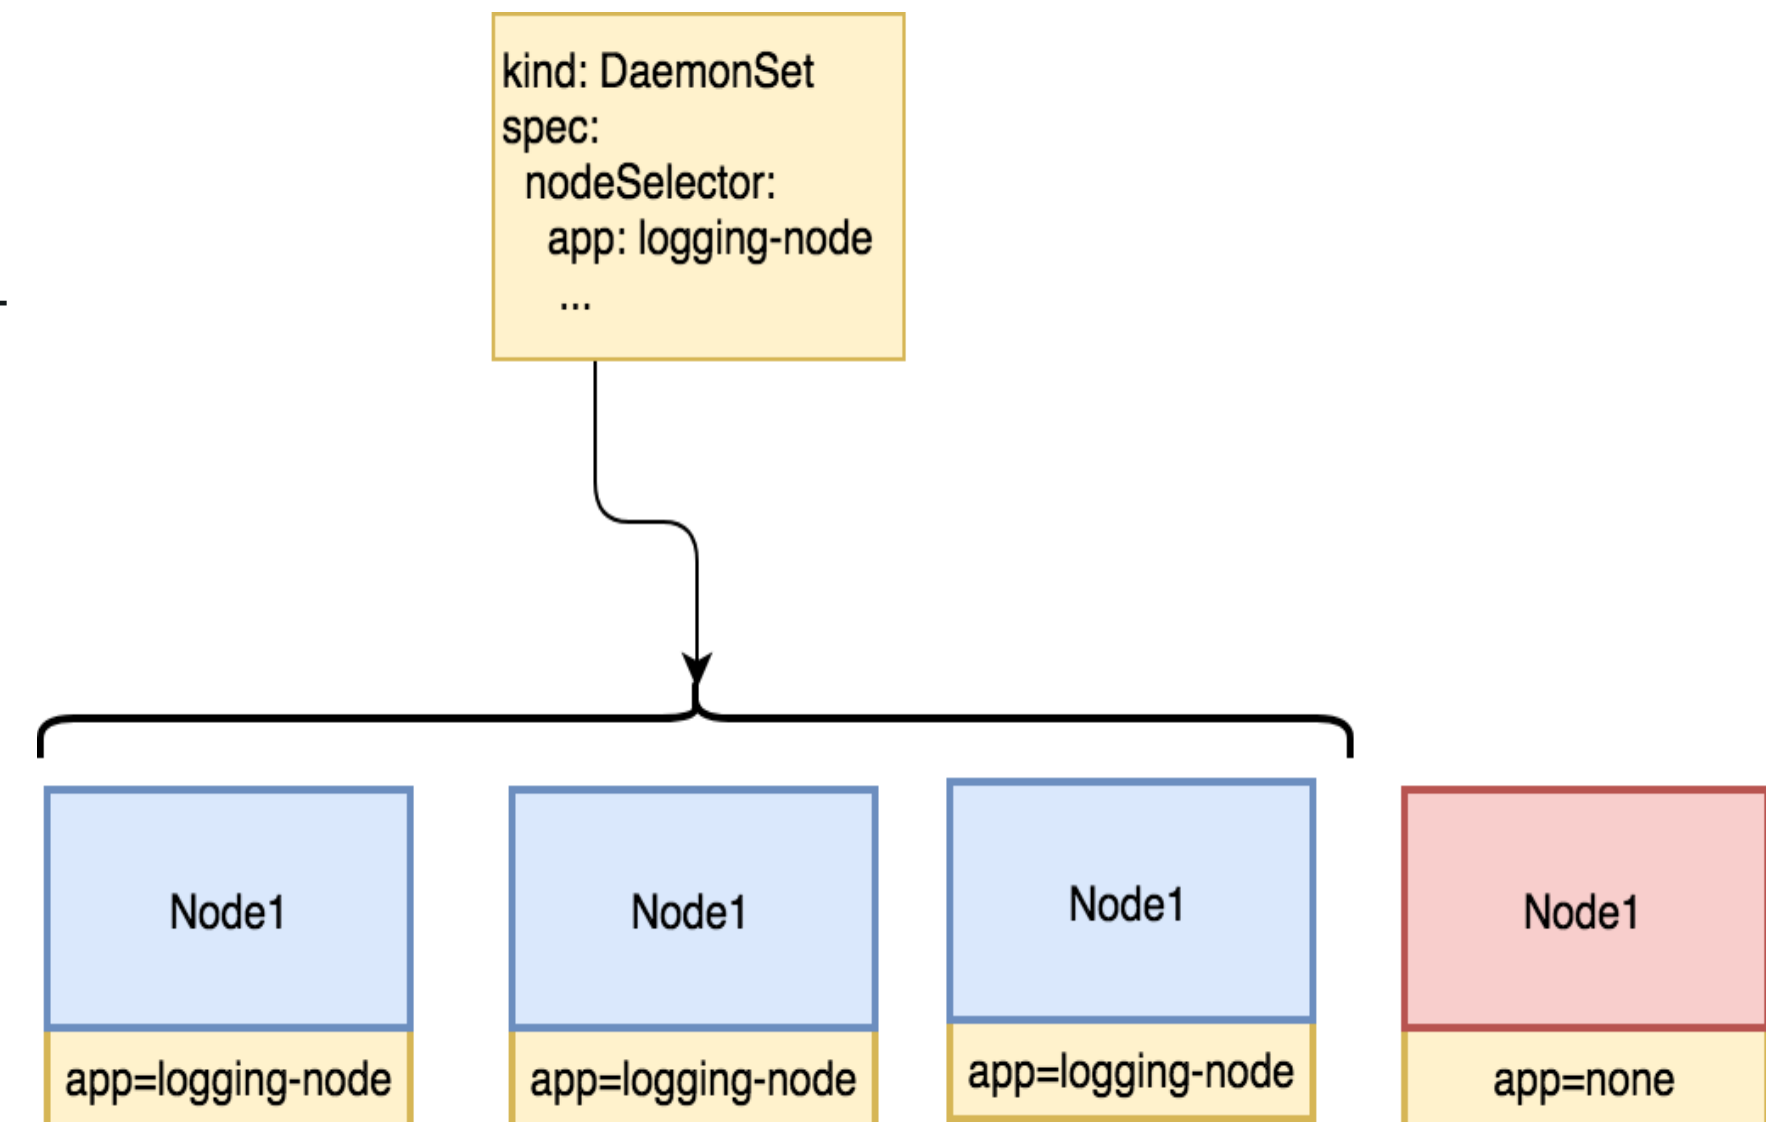 kind: DaemonSet
spec:
nodeSelector:
app: logging-node
...
Node1
Node1
Node1
Node1
app=logging-node
app=logging-node
app=logging-node
app=none